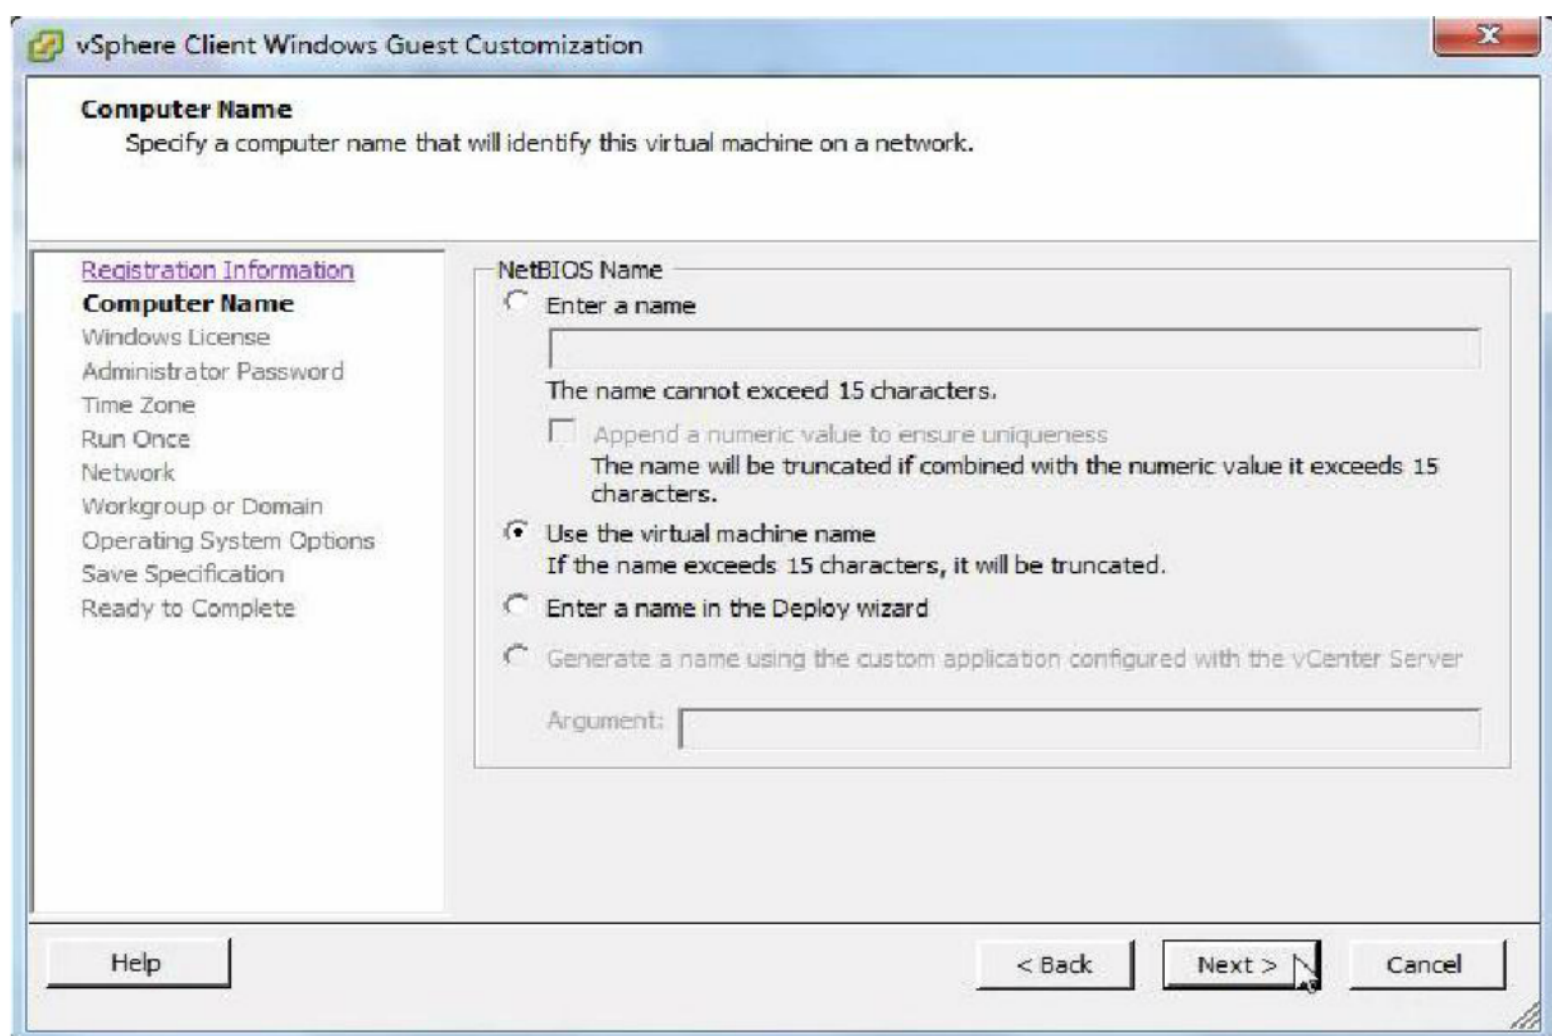 vSphere Client Windows Guest Customization
x
Computer Name
Specify a computer name that will identify this virtual machine on a network.
Registration Information
Computer Name
Windows License
Administrator Password
Time Zone
Run Once
Network
Workgroup or Domain
Operating System Options
Save Specification
Ready to Complete
NetBIOS Name
Enter a name
The name cannot exceed 15 characters.
Append a numeric value to ensure uniqueness
The name will be truncated if combined with the numeric value it exceeds 15
characters.
Use the virtual machine name
If the name exceeds 15 characters, it will be truncated.
Enter a name in the Deploy wizard
Generate a name using the custom application configured with the vCenter Server
Argument:
Help
< Back
Next >
Cancel